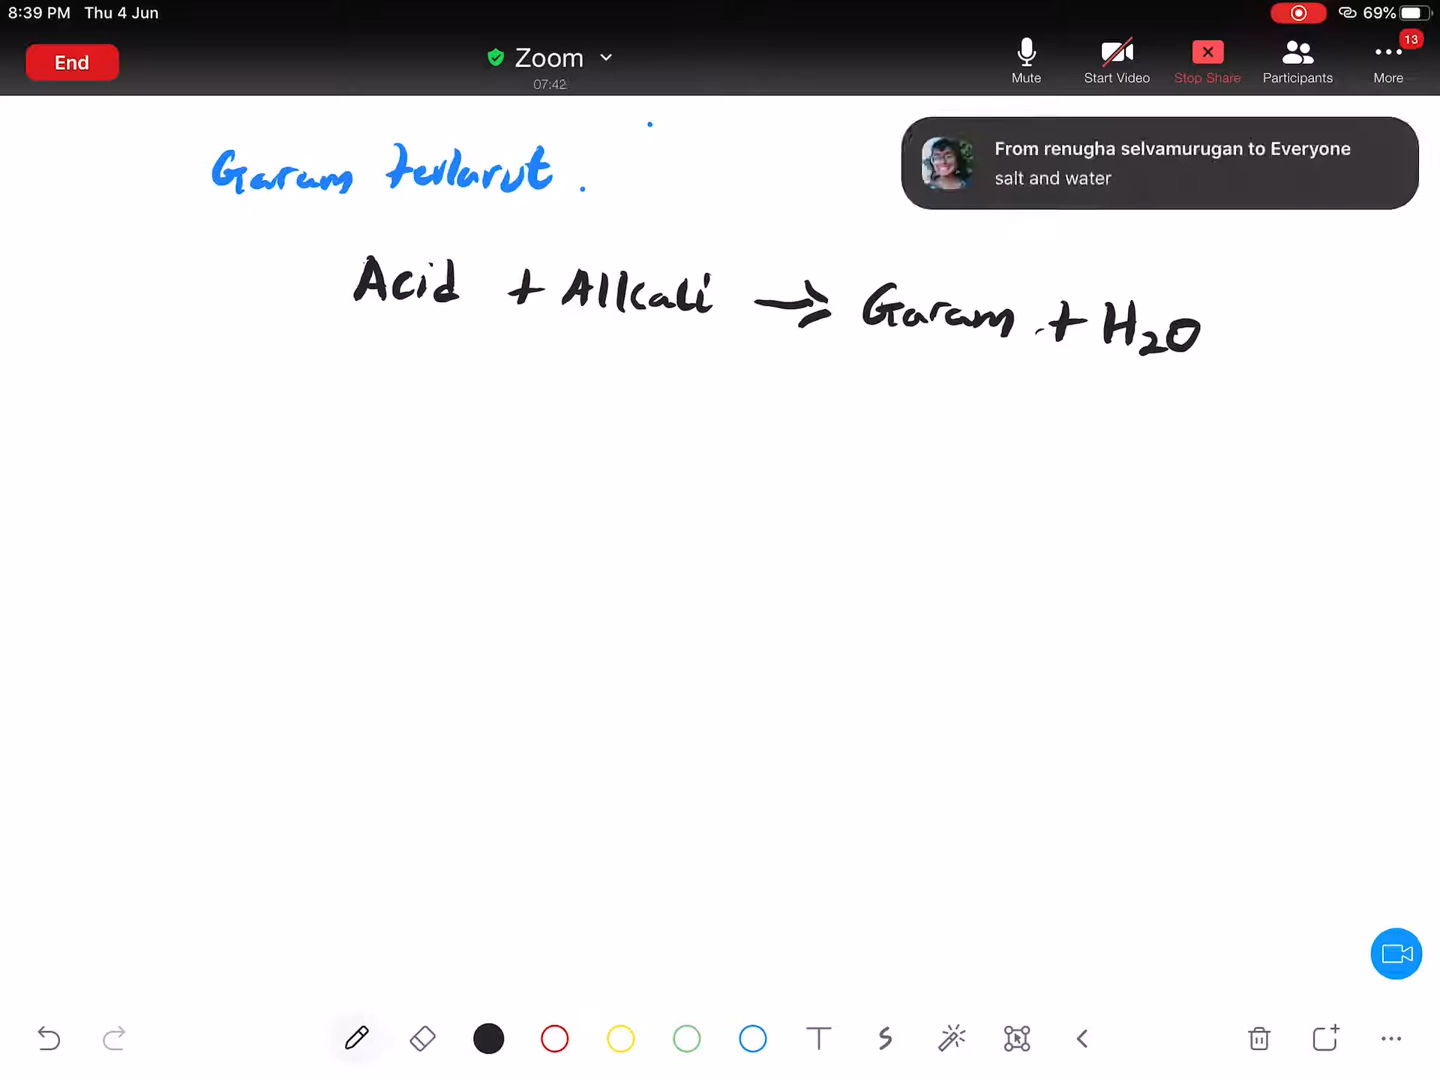 8:39 PM Thu 4 Jun
69%
End
Zoom
07:42
Mute
Start Video
Stop Share
Participants
13
More
From renugha selvamurugan to Everyone
salt and water
Garam terlarut .
Acid + Alkali → Garam + H₂O
T